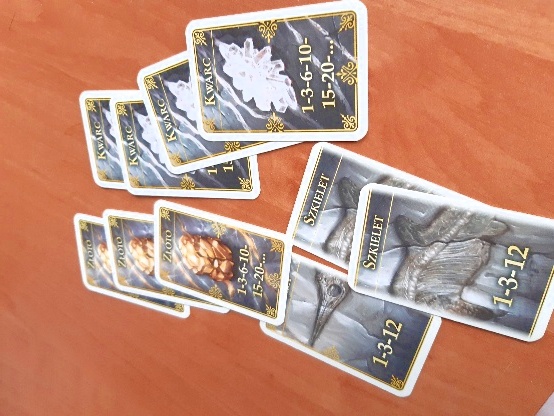 KWARC
KWARC
KWARC
KWARC
1-3-6-10-
15-20-...
ZŁOTO
ZŁOTO
ZŁOTO
1-3-6-10-
15-20-...
SZKIELET
SZKIELET
1-3-12
1-3-12